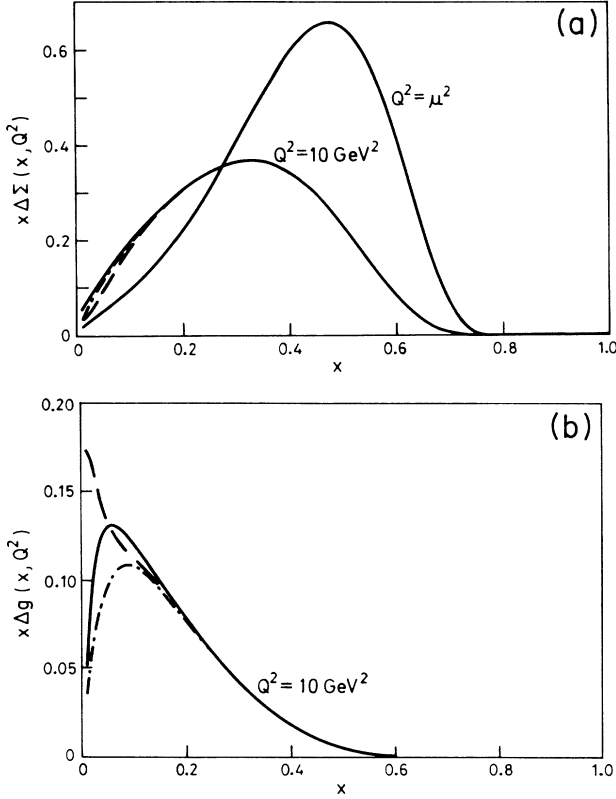 (a)
0.6
0.4
0.2
0
x ΔΣ (x, Q²)
Q² = μ²
Q² = 10 GeV²
0 0.2 0.4 0.6 0.8 1.0
x
(b)
0.20
0.15
0.10
0.05
0
x Δg (x, Q²)
Q² = 10 GeV²
0 0.2 0.4 0.6 0.8 1.0
x